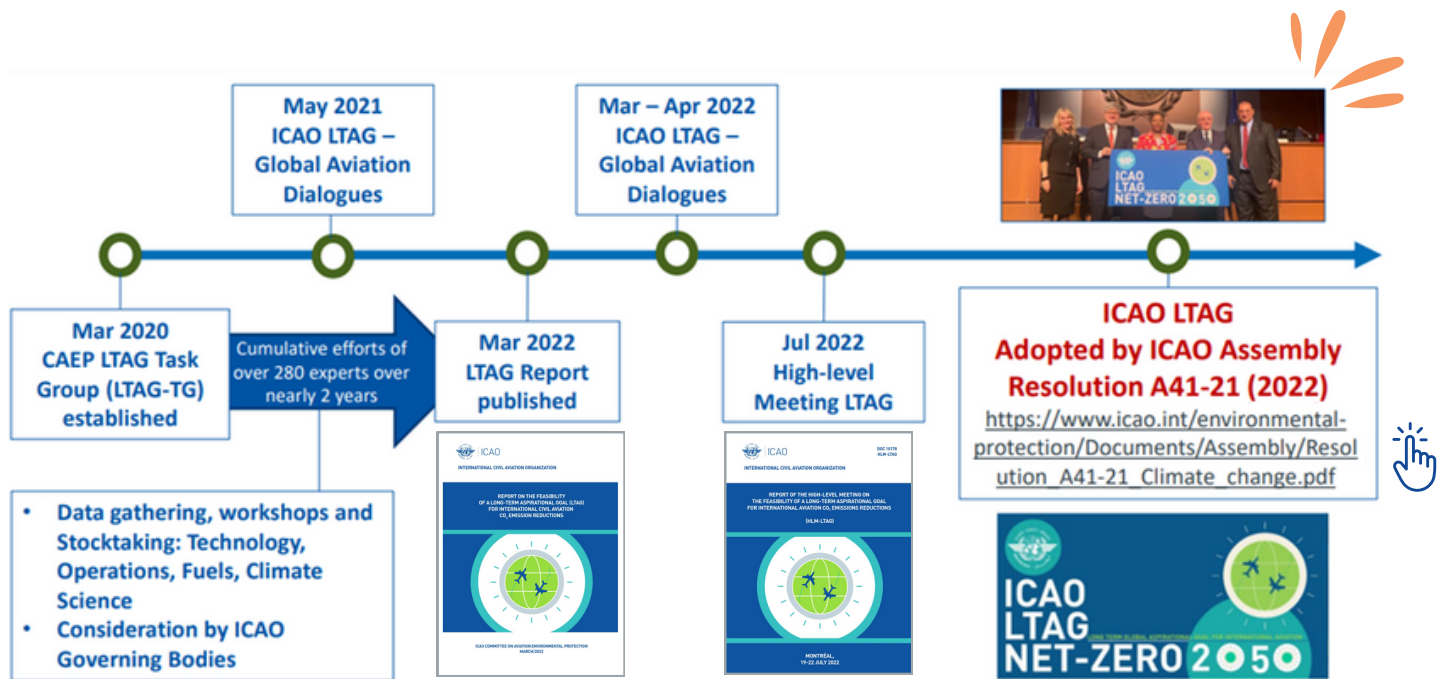 May 2021
ICAO LTAG –
Global Aviation
Dialogues
Mar – Apr 2022
ICAO LTAG –
Global Aviation
Dialogues
ICAO
LTAG
NET-ZERO 2050
Mar 2020
CAEP LTAG Task
Group (LTAG-TG)
established
Cumulative efforts of
over 280 experts over
nearly 2 years
Mar 2022
LTAG Report
published
Jul 2022
High-level
Meeting LTAG
ICAO LTAG
Adopted by ICAO Assembly
Resolution A41-21 (2022)
https://www.icao.int/environmental-
protection/Documents/Assembly/Resol
ution_A41-21_Climate_change.pdf
• Data gathering, workshops and
Stocktaking: Technology,
Operations, Fuels, Climate
Science
• Consideration by ICAO
Governing Bodies
ICAO
INTERNATIONAL CIVIL AVIATION ORGANIZATION
REPORT ON THE FEASIBILITY
OF A LONG-TERM ASPIRATIONAL GOAL (LTAG)
FOR INTERNATIONAL CIVIL AVIATION
CO₂ EMISSION REDUCTIONS
ICAO COMMITTEE ON AVIATION ENVIRONMENTAL PROTECTION
MARCH/2022
ICAO
DOC 10178
HLM-LTAG
INTERNATIONAL CIVIL AVIATION ORGANIZATION
REPORT OF THE HIGH-LEVEL MEETING ON
THE FEASIBILITY OF A LONG-TERM ASPIRATIONAL GOAL
FOR INTERNATIONAL AVIATION CO₂ EMISSIONS REDUCTIONS
(HLM-LTAG)
MONTRÉAL,
19-22 JULY 2022
ICAO
LTAG
LONG TERM GLOBAL ASPIRATIONAL GOAL FOR INTERNATIONAL AVIATION
NET-ZERO 2050